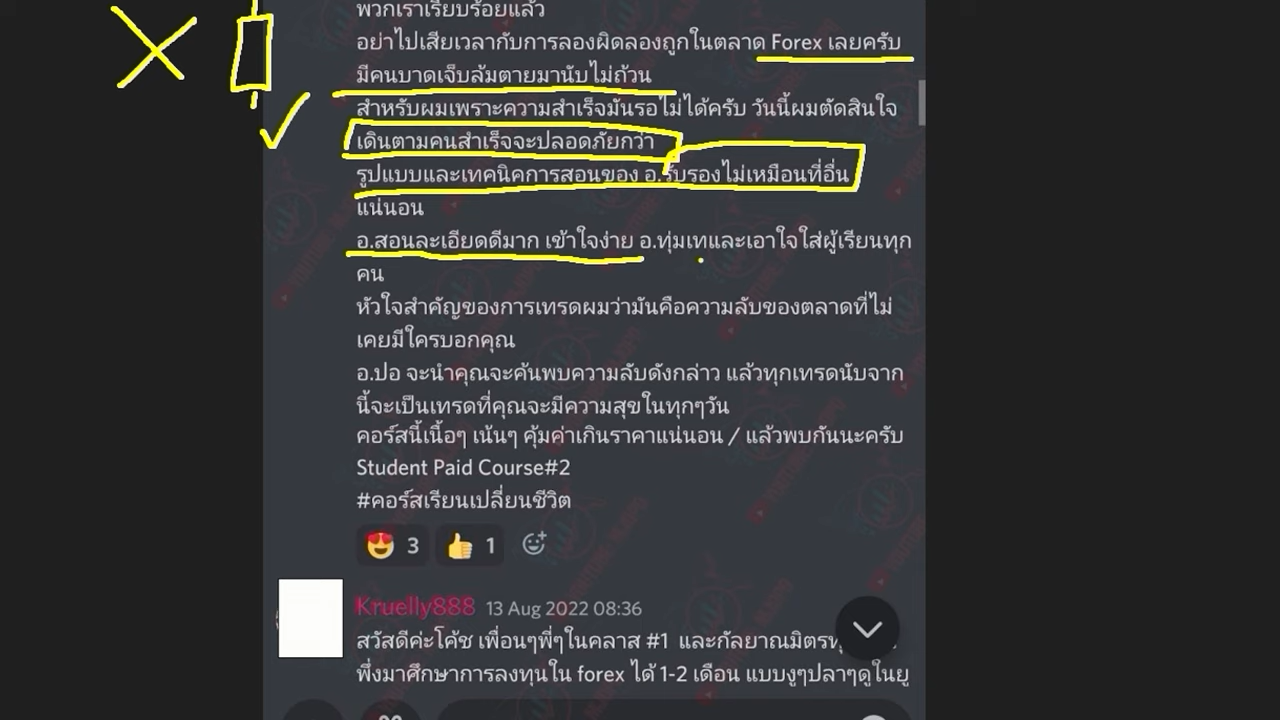 พวกเราเรียบร้อยแล้ว
อย่าไปเสียเวลากับการลองผิดลองถูกในตลาด Forex เลยครับ
มีคนบาดเจ็บล้มตายมานับไม่ถ้วน
สำหรับผมเพราะความสำเร็จมันรอไม่ได้ครับ วันนี้ผมตัดสินใจ
เดินตามคนสำเร็จจะปลอดภัยกว่า
รูปแบบและเทคนิคการสอนของ อ.รับรองไม่เหมือนที่อื่น
แน่นอน
อ.สอนละเอียดดีมาก เข้าใจง่าย อ.ทุ่มเทและเอาใจใส่ผู้เรียนทุก
คน
หัวใจสำคัญของการเทรดผมว่ามันคือความลับของตลาดที่ไม่
เคยมีใครบอกคุณ
อ.ปอ จะนำคุณจะค้นพบความลับดังกล่าว แล้วทุกเทรดนับจาก
นี้จะเป็นเทรดที่คุณจะมีความสุขในทุกๆวัน
คอร์สนี้เนื้อๆ เน้นๆ คุ้มค่าเกินราคาแน่นอน / แล้วพบกันนะครับ
Student Paid Course#2
#คอร์สเรียนเปลี่ยนชีวิต
3 1
Kruelly888 13 Aug 2022 08:36
สวัสดีค่ะโค้ช เพื่อนๆพี่ๆในคลาส #1 และกัลยาณมิตร
พึ่งมาศึกษาการลงทุนใน forex ได้ 1-2 เดือน แบบงูๆปลาๆดูในยู